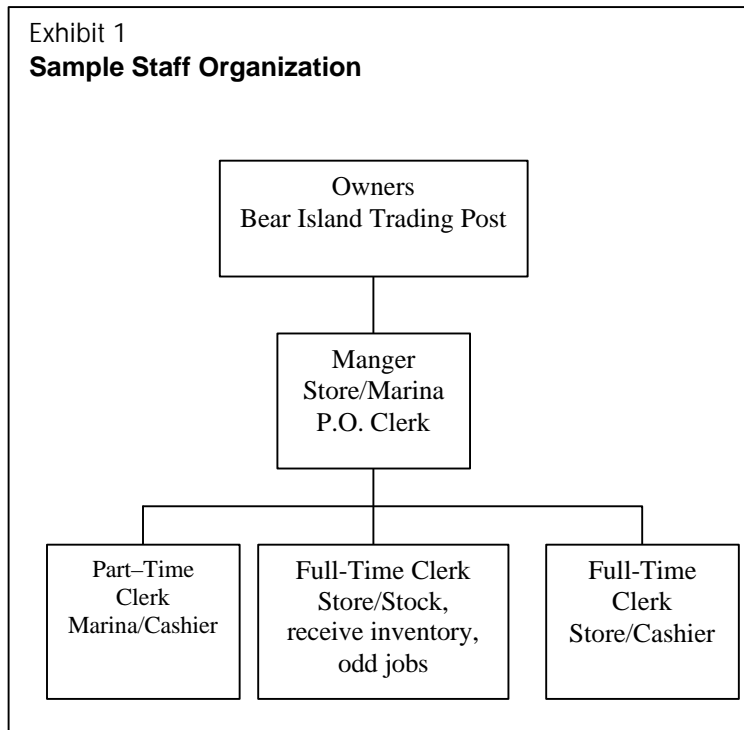 Exhibit 1
Sample Staff Organization
Owners
Bear Island Trading Post
Manger
Store/Marina
P.O. Clerk
Part–Time
Clerk
Marina/Cashier
Full-Time Clerk
Store/Stock,
receive inventory,
odd jobs
Full-Time
Clerk
Store/Cashier